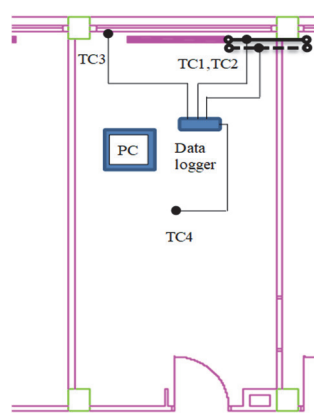 TC3
TC1,TC2
PC
Data
logger
TC4